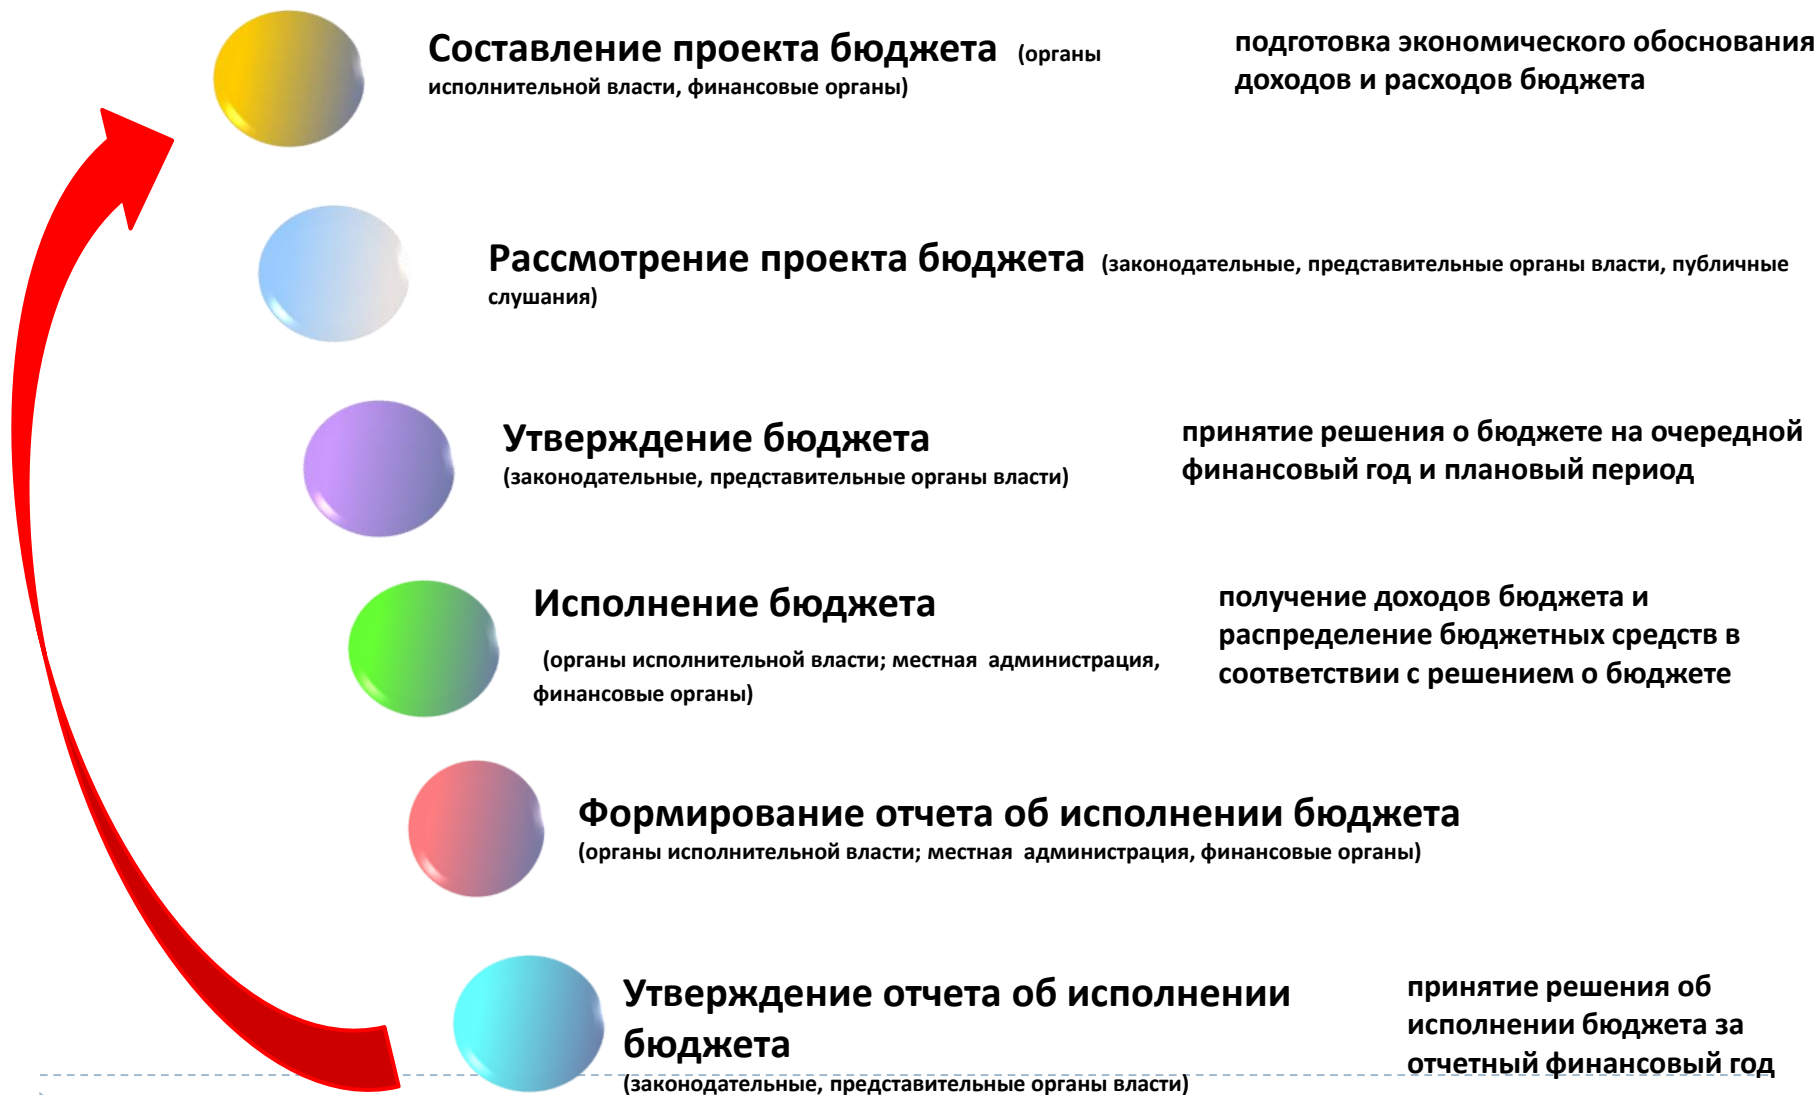 Составление проекта бюджета (органы
исполнительной власти, финансовые органы)
подготовка экономического обоснования
доходов и расходов бюджета
Рассмотрение проекта бюджета (законодательные, представительные органы власти, публичные
слушания)
Утверждение бюджета
(законодательные, представительные органы власти)
принятие решения о бюджете на очередной
финансовый год и плановый период
Исполнение бюджета
(органы исполнительной власти; местная администрация,
финансовые органы)
получение доходов бюджета и
распределение бюджетных средств в
соответствии с решением о бюджете
Формирование отчета об исполнении бюджета
(органы исполнительной власти; местная администрация, финансовые органы)
Утверждение отчета об исполнении
бюджета
(законодательные, представительные органы власти)
принятие решения об
исполнении бюджета за
отчетный финансовый год